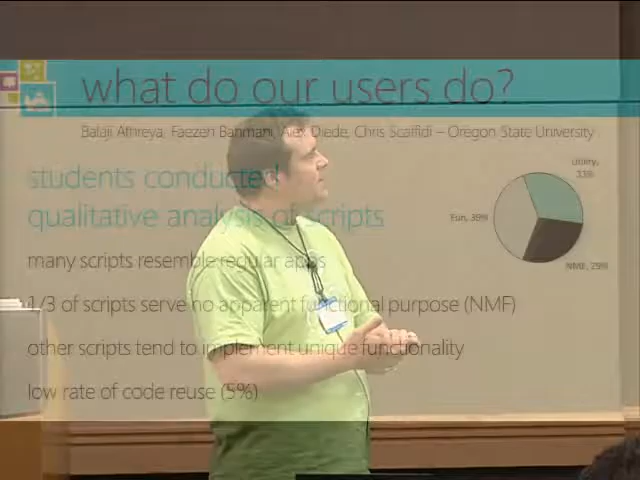 what do our users do?
Balaji Athreya, Faezeh Bahmani, Alex Diede, Chris Scaffidi – Oregon State University
students conducted
qualitative analysis of scripts
many scripts resemble regular apps
1/3 of scripts serve no apparent functional purpose (NMF)
other scripts tend to implement unique functionality
low rate of code reuse (5%)
Utility,
33%
Fun, 39%
NMF, 29%